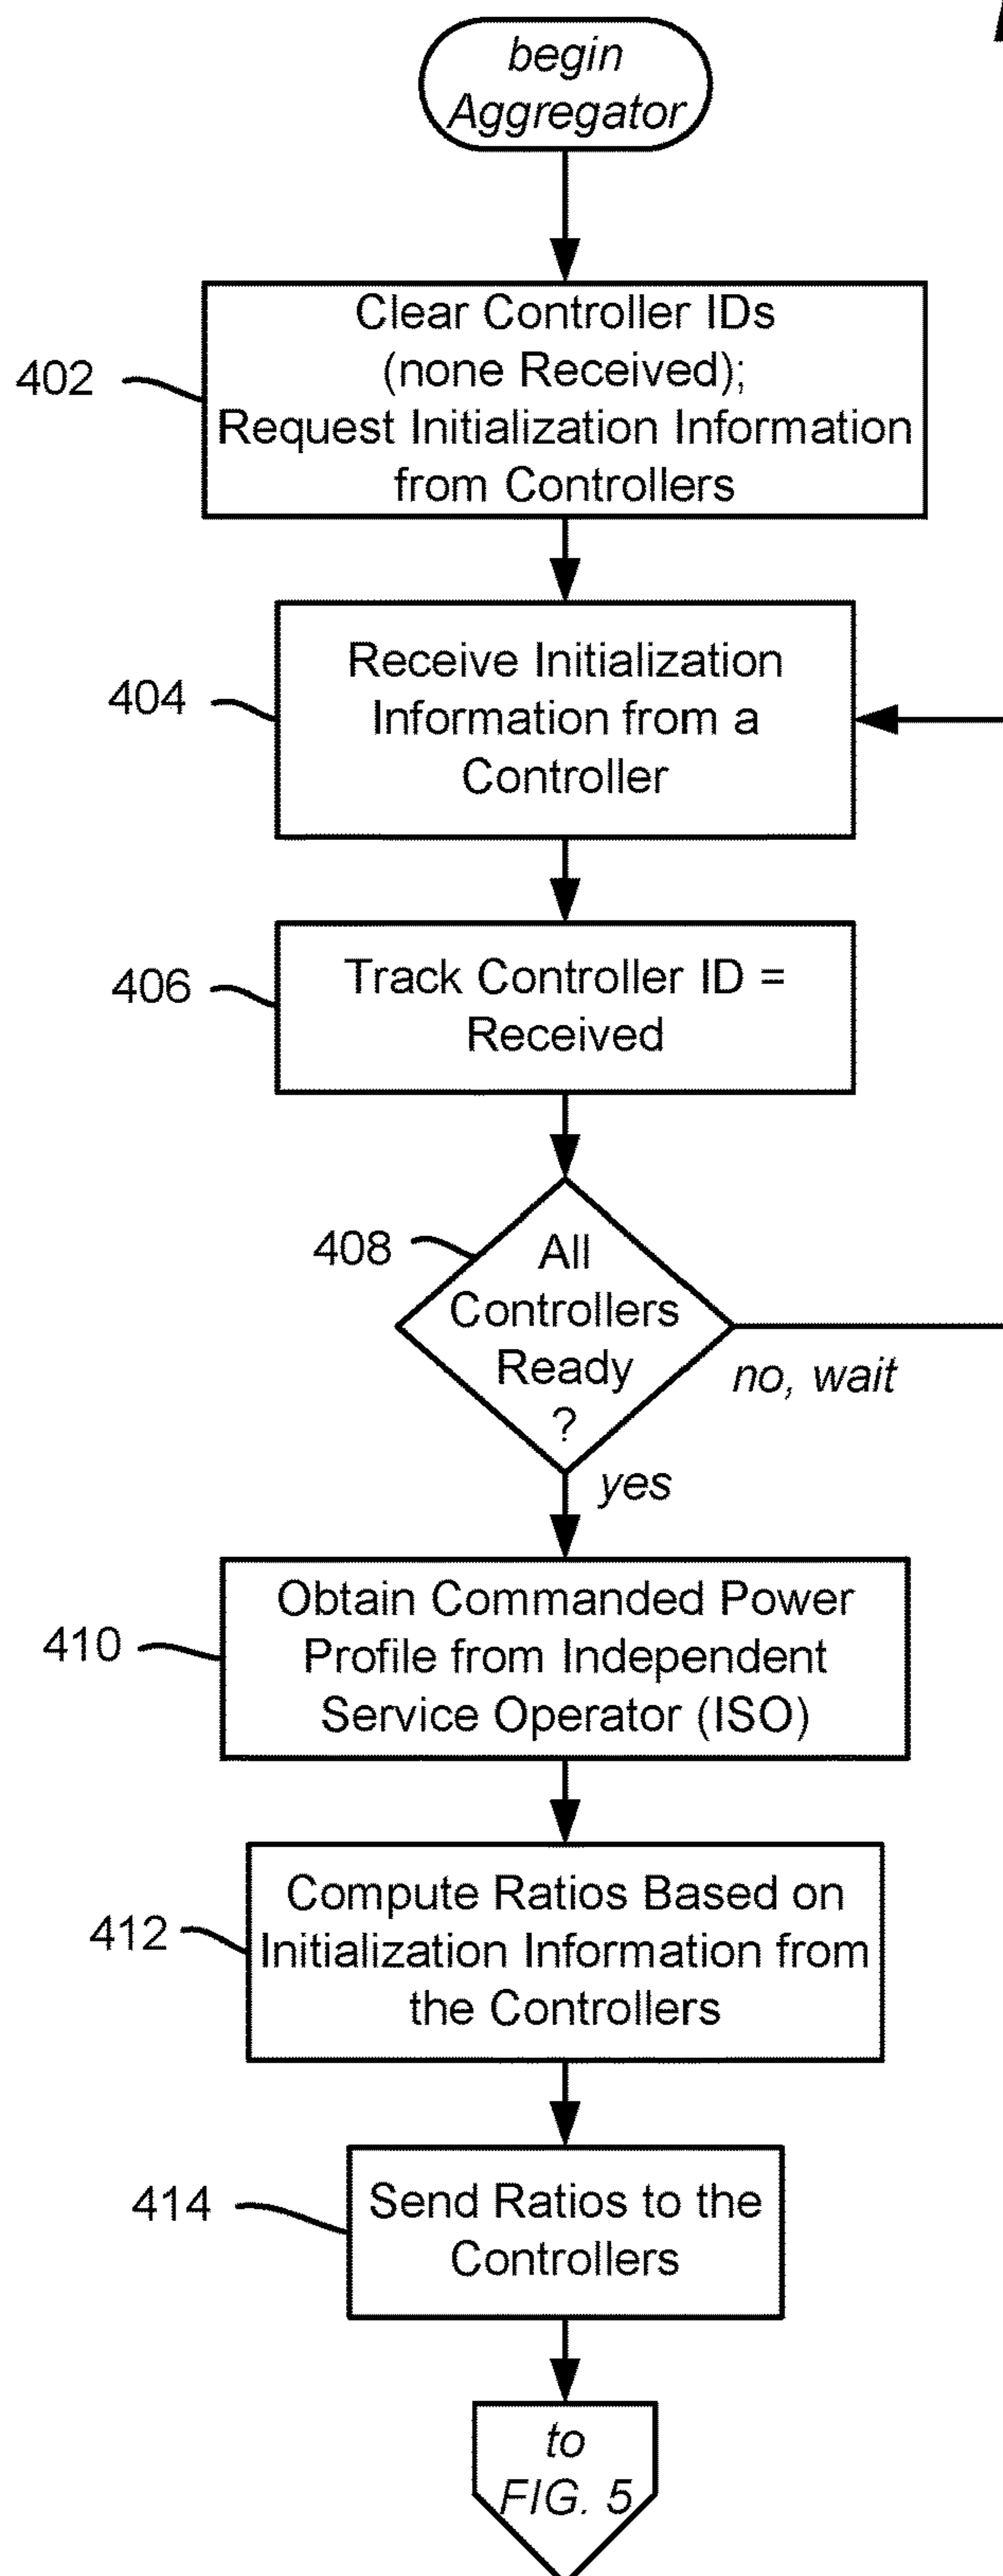 begin
Aggregator
Clear Controller IDs
(none Received);
Request Initialization Information
from Controllers
402
Receive Initialization
Information from a
Controller
404
Track Controller ID =
Received
406
408
All
Controllers
Ready
?
no, wait
yes
Obtain Commanded Power
Profile from Independent
Service Operator (ISO)
410
Compute Ratios Based on
Initialization Information from
the Controllers
412
Send Ratios to the
Controllers
414
to
FIG. 5